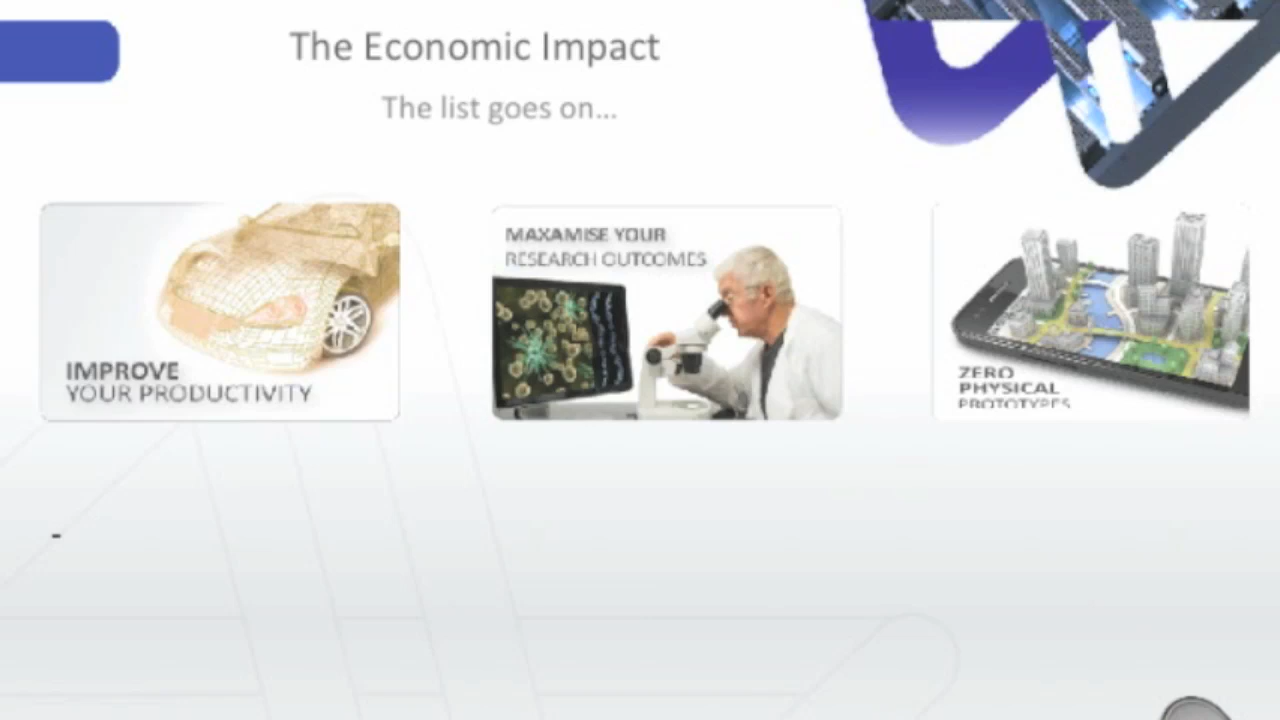 The Economic Impact
The list goes on...
IMPROVE
YOUR PRODUCTIVITY
MAXAMISE YOUR
RESEARCH OUTCOMES
ZERO
PHYSICAL
PROTOTYPES
-